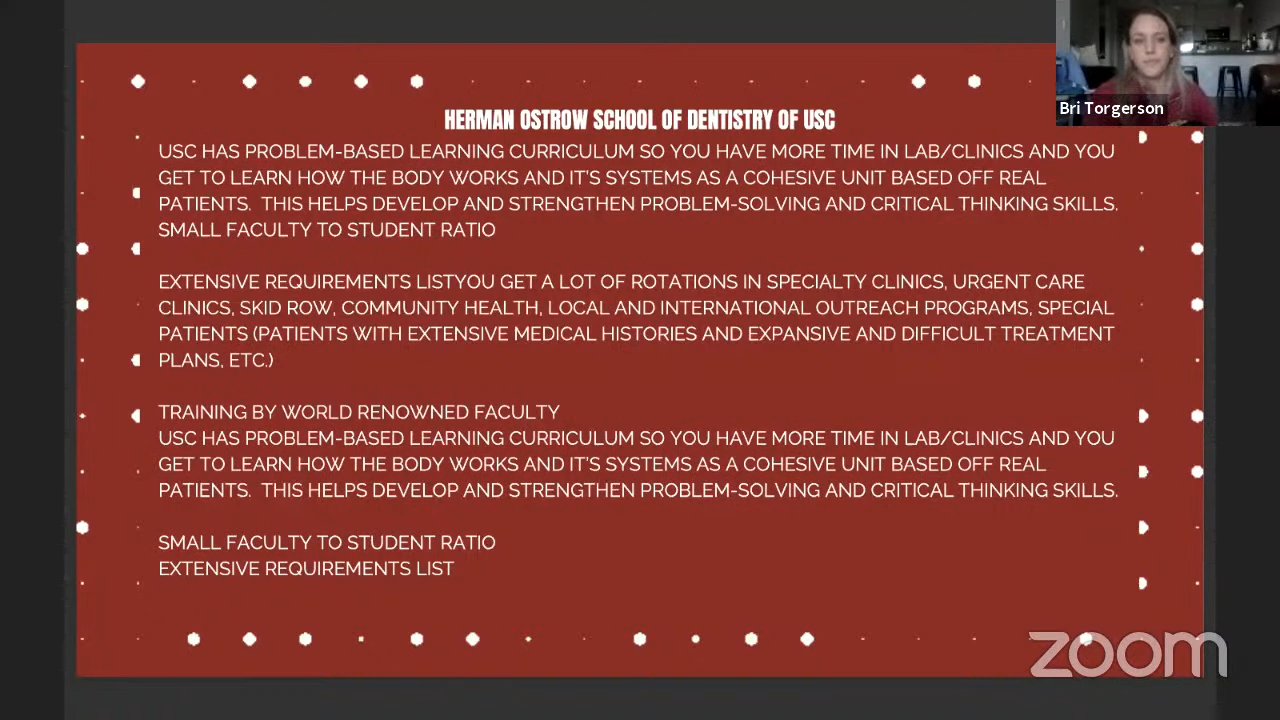 Bri Torgerson
HERMAN OSTROW SCHOOL OF DENTISTRY OF USC
USC HAS PROBLEM-BASED LEARNING CURRICULUM SO YOU HAVE MORE TIME IN LAB/CLINICS AND YOU
GET TO LEARN HOW THE BODY WORKS AND IT'S SYSTEMS AS A COHESIVE UNIT BASED OFF REAL
PATIENTS.  THIS HELPS DEVELOP AND STRENGTHEN PROBLEM-SOLVING AND CRITICAL THINKING SKILLS.
SMALL FACULTY TO STUDENT RATIO
EXTENSIVE REQUIREMENTS LISTYOU GET A LOT OF ROTATIONS IN SPECIALTY CLINICS, URGENT CARE
CLINICS, SKID ROW, COMMUNITY HEALTH, LOCAL AND INTERNATIONAL OUTREACH PROGRAMS, SPECIAL
PATIENTS (PATIENTS WITH EXTENSIVE MEDICAL HISTORIES AND EXPANSIVE AND DIFFICULT TREATMENT
PLANS, ETC.)
TRAINING BY WORLD RENOWNED FACULTY
USC HAS PROBLEM-BASED LEARNING CURRICULUM SO YOU HAVE MORE TIME IN LAB/CLINICS AND YOU
GET TO LEARN HOW THE BODY WORKS AND IT'S SYSTEMS AS A COHESIVE UNIT BASED OFF REAL
PATIENTS.  THIS HELPS DEVELOP AND STRENGTHEN PROBLEM-SOLVING AND CRITICAL THINKING SKILLS.
SMALL FACULTY TO STUDENT RATIO
EXTENSIVE REQUIREMENTS LIST
zoom